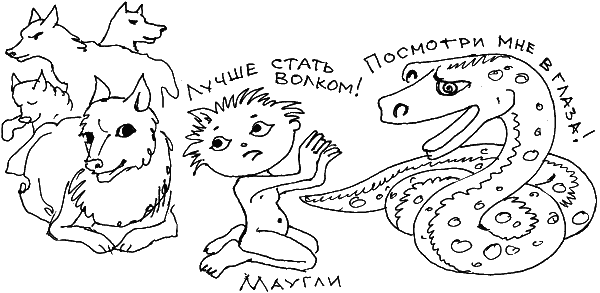 Лучше стать
волком!
Посмотри мне в глаза!
Маугли